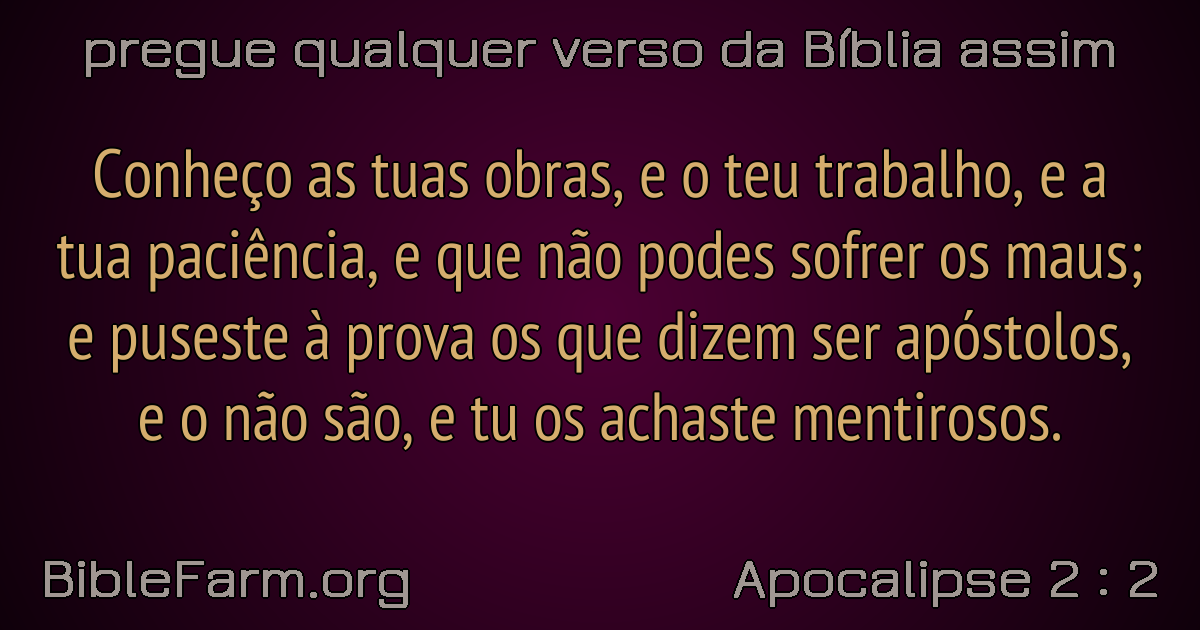 pregue qualquer verso da Bíblia assim
Conheço as tuas obras, e o teu trabalho, e a
tua paciência, e que não podes sofrer os maus;
e puseste à prova os que dizem ser apóstolos,
e o não são, e tu os achaste mentirosos.
BibleFarm.org
Apocalipse 2 : 2